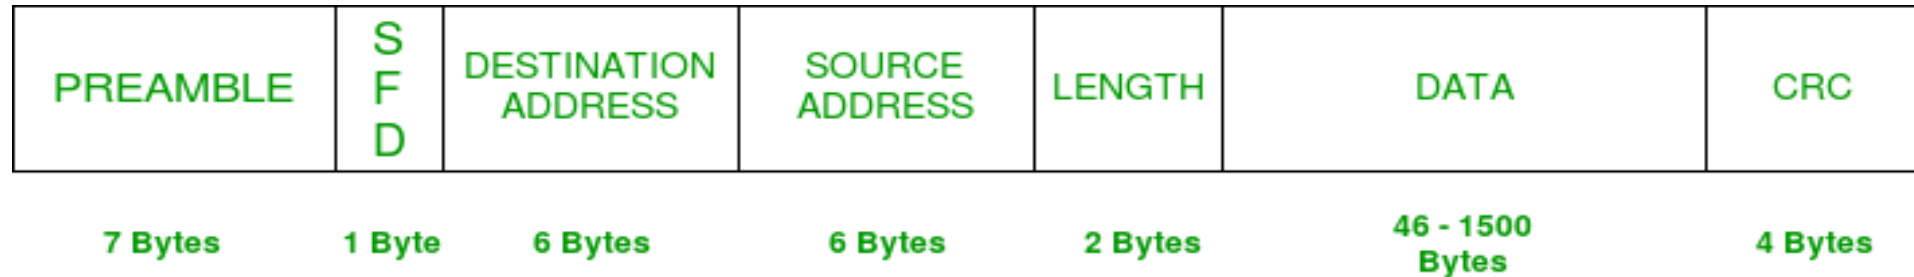 PREAMBLE
S
F
D
DESTINATION
ADDRESS
SOURCE
ADDRESS
LENGTH
DATA
CRC
7 Bytes
1 Byte
6 Bytes
6 Bytes
2 Bytes
46 - 1500
Bytes
4 Bytes